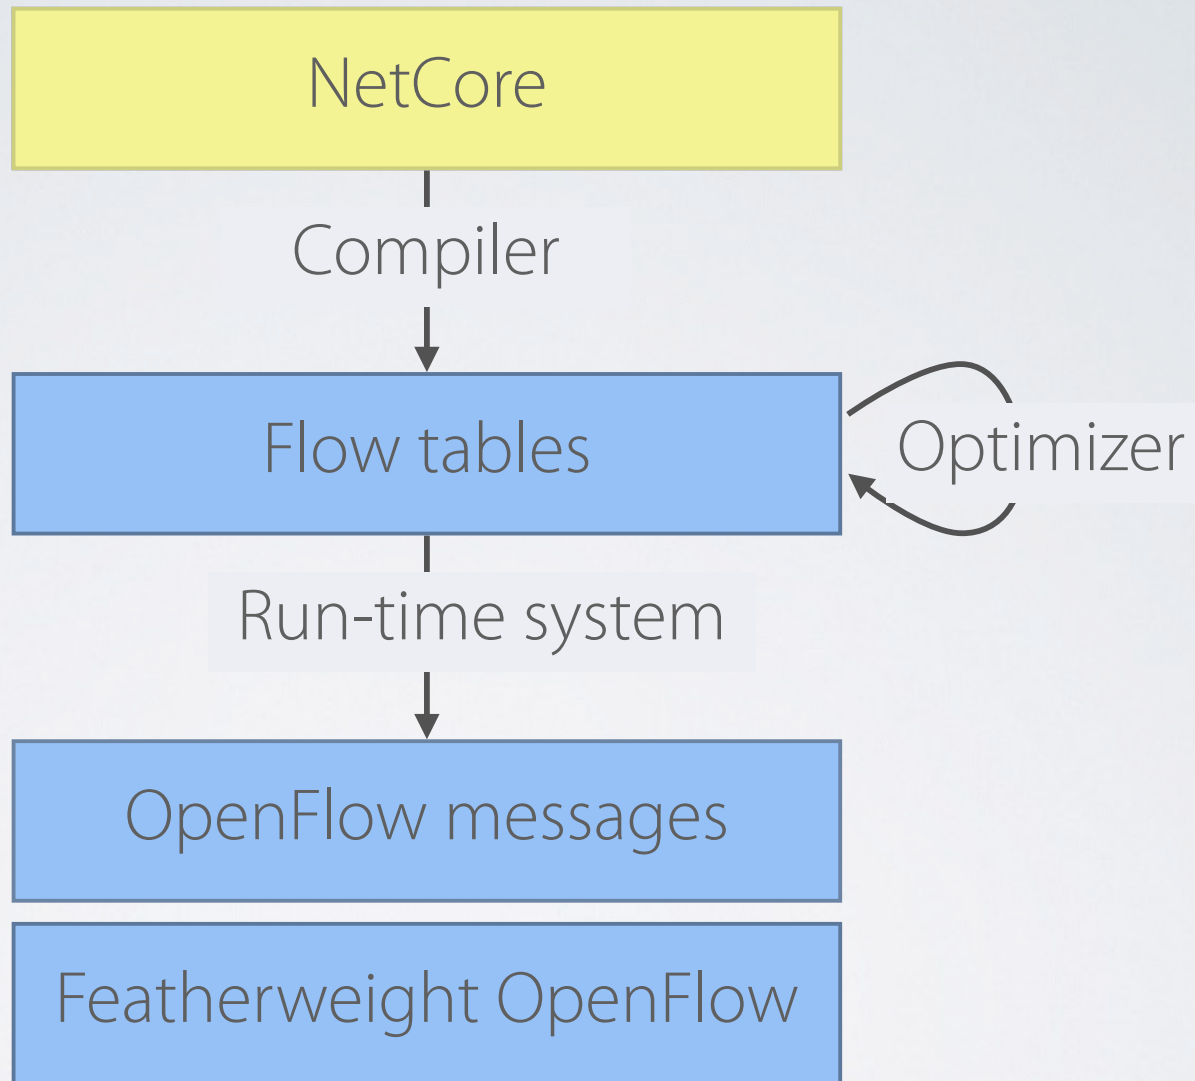 NetCore
Compiler
Flow tables
Optimizer
Run-time system
OpenFlow messages
Featherweight OpenFlow